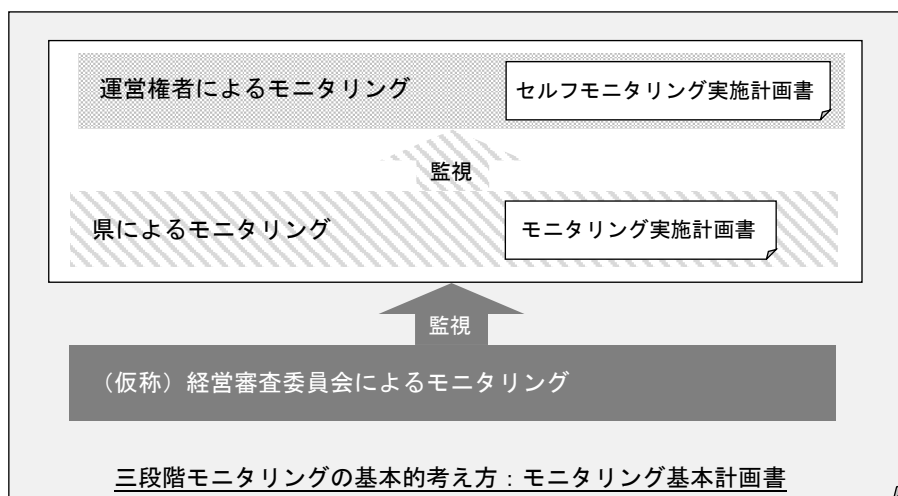 運営権者によるモニタリング
セルフモニタリング実施計画書
監視
県によるモニタリング
モニタリング実施計画書
監視
（仮称）経営審査委員会によるモニタリング
三段階モニタリングの基本的考え方：モニタリング基本計画書